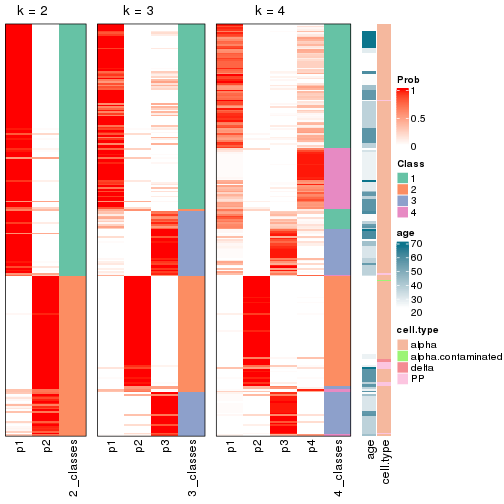 k = 2
k = 3
k = 4
p1
p2
2_classes
p1
p2
p3
3_classes
p1
p2
p3
p4
4_classes
age
cell.type
Prob
1
0.5
0
Class
1
2
3
4
age
70
60
50
40
30
20
cell.type
alpha
alpha.contaminated
delta
PP